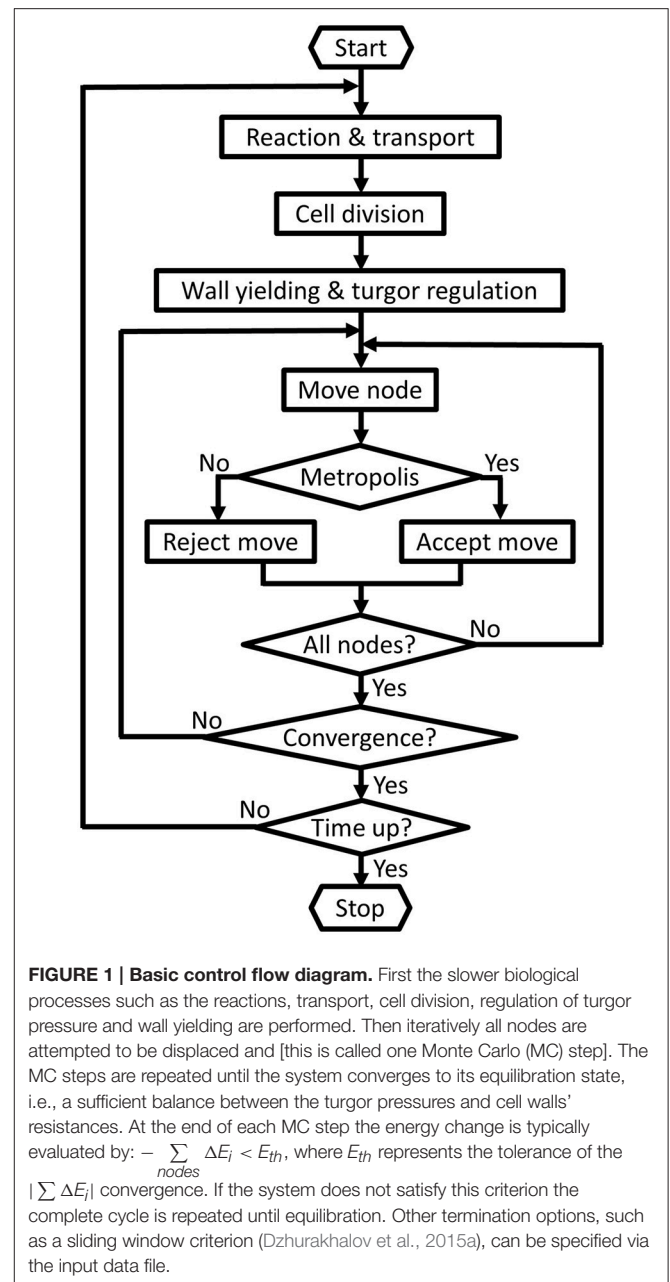 Start
Reaction & transport
Cell division
Wall yielding & turgor regulation
Move node
No
Metropolis
Yes
Reject move
Accept move
All nodes?
No
Yes
No
Convergence?
Yes
No
Time up?
Yes
Stop
FIGURE 1 | Basic control flow diagram. First the slower biological
processes such as the reactions, transport, cell division, regulation of turgor
pressure and wall yielding are performed. Then iteratively all nodes are
attempted to be displaced and [this is called one Monte Carlo (MC) step]. The
MC steps are repeated until the system converges to its equilibration state,
i.e., a sufficient balance between the turgor pressures and cell walls'
resistances. At the end of each MC step the energy change is typically
evaluated by: − ∑ ΔEi < Eth, where Eth represents the tolerance of the
nodes
|∑ ΔEi| convergence. If the system does not satisfy this criterion the
complete cycle is repeated until equilibration. Other termination options, such
as a sliding window criterion (Dzhurakhalov et al., 2015a), can be specified via
the input data file.